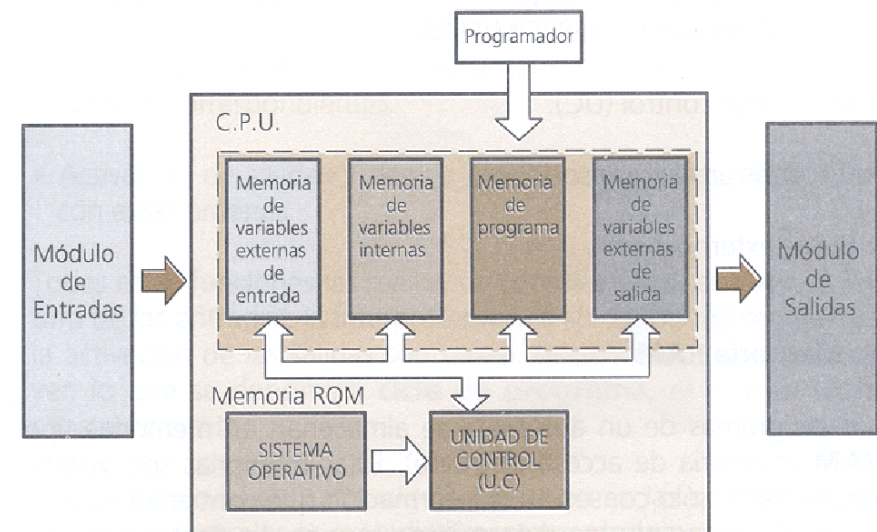 Programador
C.P.U.
Memoria
de
variables
externas
de
entrada
Memoria
de
variables
internas
Memoria
de
programa
Memoria
de
variables
externas
de
salida
Módulo
de
Entradas
Módulo
de
Salidas
Memoria ROM
SISTEMA
OPERATIVO
UNIDAD DE
CONTROL
(U.C)